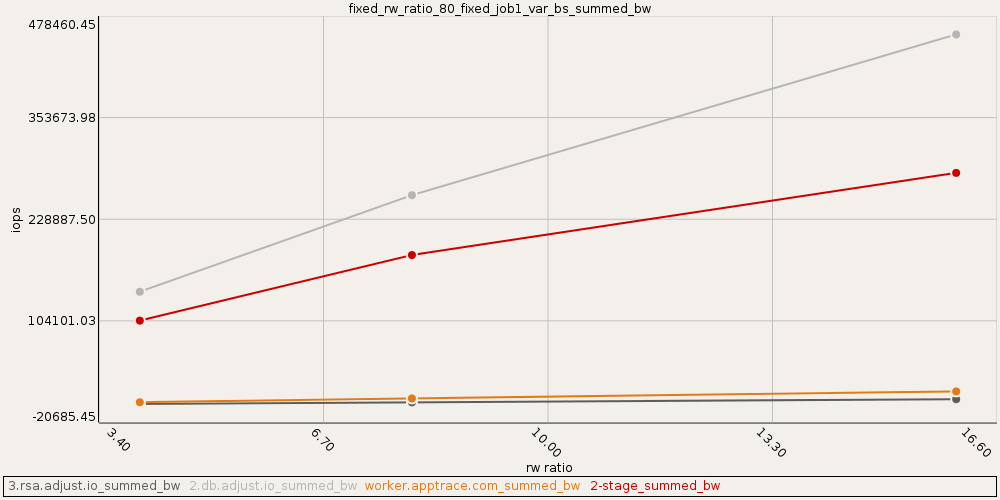 fixed_rw_ratio_80_fixed_job1_var_bs_summed_bw
478460.45
353673.98
228887.50
104101.03
-20685.45
iops
3.40
6.70
10.00
13.30
16.60
rw ratio
3.rsa.adjust.io_summed_bw 2.db.adjust.io_summed_bw worker.apptrace.com_summed_bw 2-stage_summed_bw